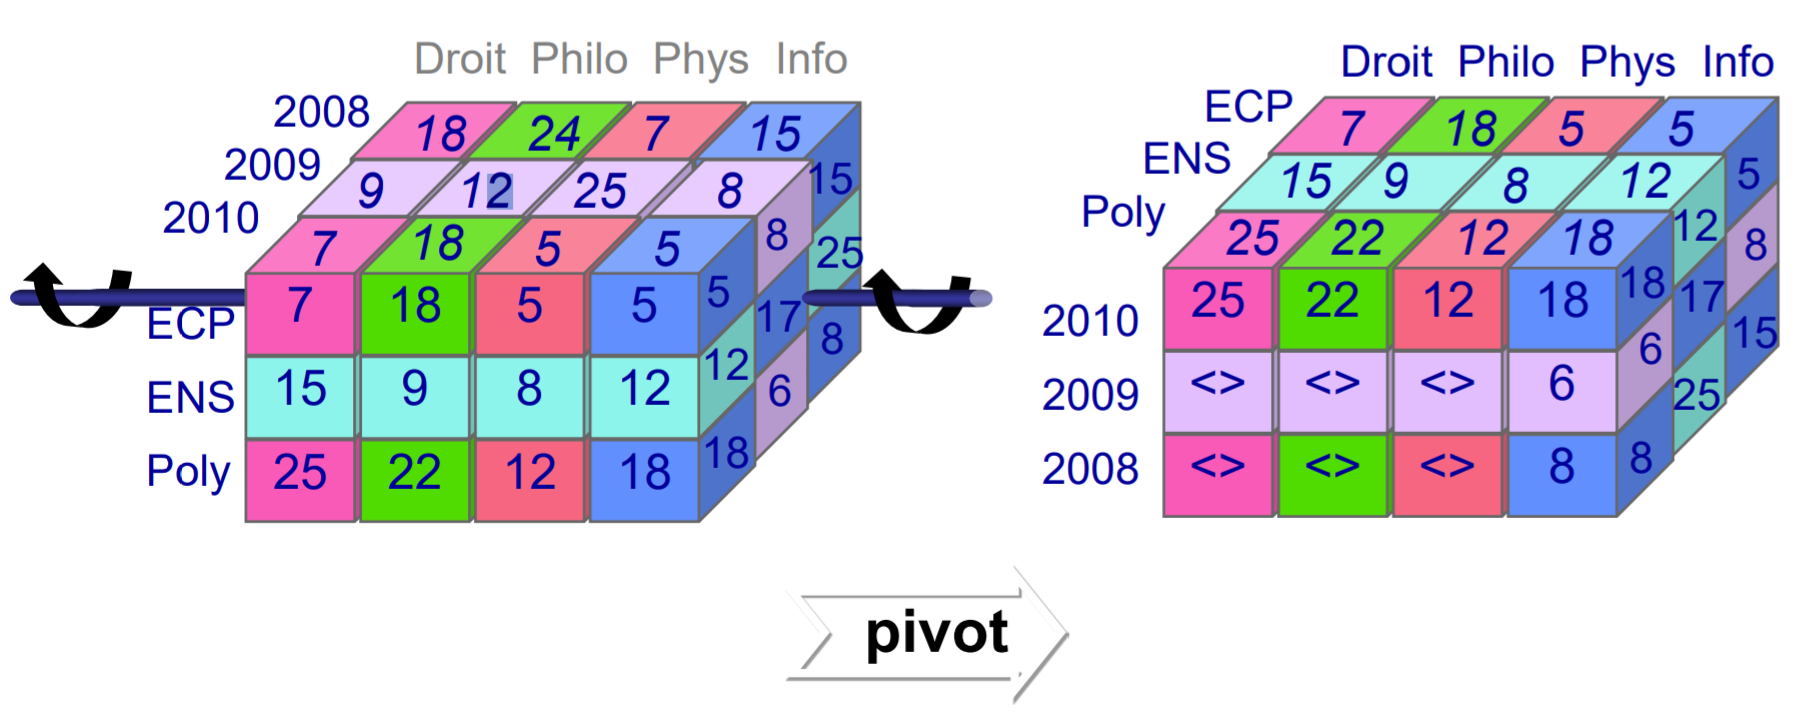 Droit Philo Phys Info
2008 18 24 7 15
2009 9 12 25 8 15
2010 7 18 5 5 8 25
ECP 7 18 5 5 5 17 8
ENS 15 9 8 12 12 6
Poly 25 22 12 18 18
Droit Philo Phys Info
ECP 7 18 5 5
ENS 15 9 8 12 5
Poly 25 22 12 18 12 8
2010 25 22 12 18 18 17 15
2009 <> <> <> 6 6 25
2008 <> <> <> 8 8
pivot